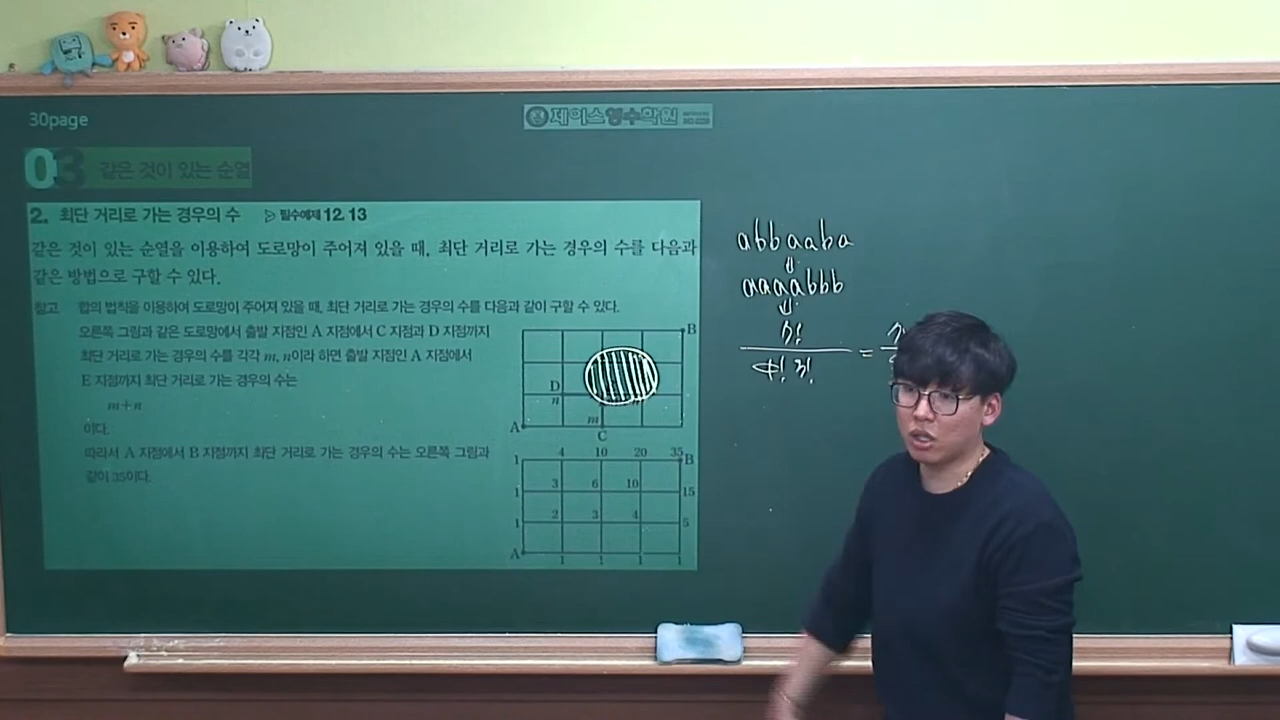 30page
제이스영수학원
03 같은 것이 있는 순열
2. 최단 거리로 가는 경우의 수 ▷ 필수예제 12, 13
같은 것이 있는 순열을 이용하여 도로망이 주어져 있을 때, 최단 거리로 가는 경우의 수를 다음과
같은 방법으로 구할 수 있다.
참고 합의 법칙을 이용하여 도로망이 주어져 있을 때, 최단 거리로 가는 경우의 수를 다음과 같이 구할 수 있다.
오른쪽 그림과 같은 도로망에서 출발 지점인 A 지점에서 C 지점과 D 지점까지
최단 거리로 가는 경우의 수를 각각 m, n이라 하면 출발 지점인 A 지점에서
E 지점까지 최단 거리로 가는 경우의 수는
m+n
이다.
따라서 A 지점에서 B 지점까지 최단 거리로 가는 경우의 수는 오른쪽 그림과
같이 35이다.
B
D
n
m
A
C
4 10 20 35
1 B
3 6 10
1 15
2 3 4
1 5
A
1 1 1 1
abbaaba
⇓
aaaabbb
⇓
7!
4! 3!
=